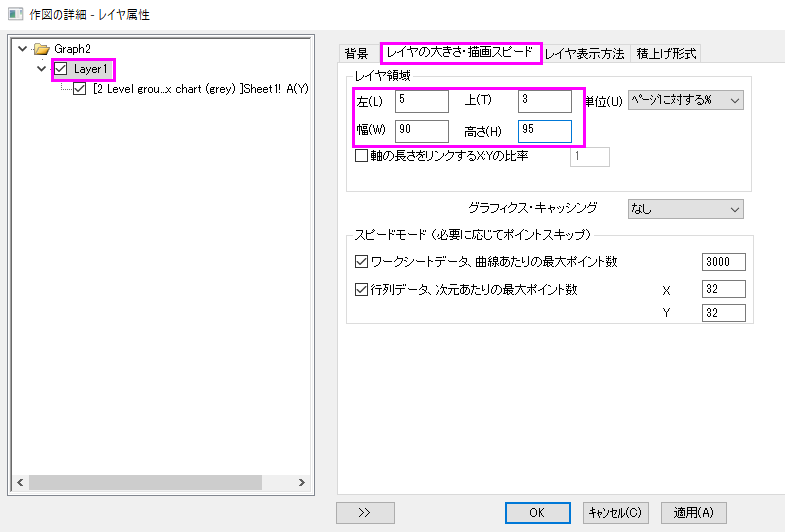 作図の詳細 - レイヤ属性
Graph2
Layer1
[2 Level grou...x chart (grey) ]Sheet1! A(Y)
背景 レイヤの大きさ・描画スピード レイヤ表示方法 積上げ形式
レイヤ領域
左(L) 5 上(T) 3 単位(U) ページに対する%
幅(W) 90 高さ(H) 95
軸の長さをリンクするX:Yの比率 1
グラフィクス・キャッシング なし
スピードモード (必要に応じてポイントスキップ)
ワークシートデータ、曲線あたりの最大ポイント数 3000
行列データ、次元あたりの最大ポイント数 X 32
Y 32
>> OK キャンセル(C) 適用(A)